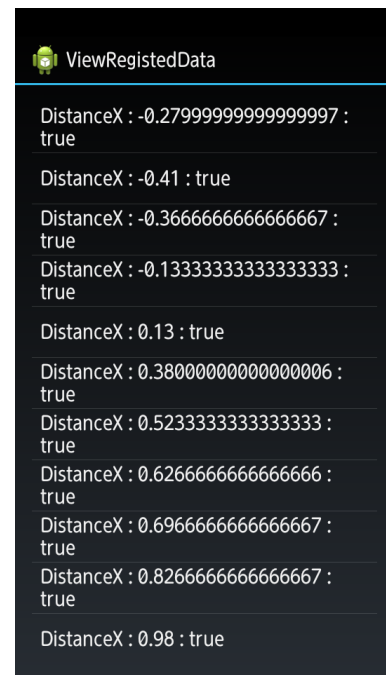 ViewRegistedData
DistanceX : -0.27999999999999997 :
true
DistanceX : -0.41 : true
DistanceX : -0.3666666666666667 :
true
DistanceX : -0.13333333333333333 :
true
DistanceX : 0.13 : true
DistanceX : 0.38000000000000006 :
true
DistanceX : 0.5233333333333333 :
true
DistanceX : 0.6266666666666666 :
true
DistanceX : 0.6966666666666667 :
true
DistanceX : 0.8266666666666667 :
true
DistanceX : 0.98 : true